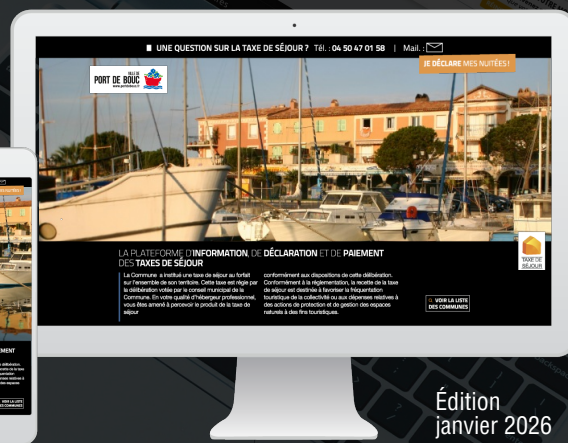 UNE QUESTION SUR LA TAXE DE SÉJOUR ? Tél. : 04 50 47 01 58 | Mail. :
JE DÉCLARE MES NUITÉES !
VILLE DE
PORT DE BOUC
LA PLATEFORME D'INFORMATION, DE DÉCLARATION ET DE PAIEMENT
DES TAXES DE SÉJOUR
La Commune a institué une taxe de séjour au forfait
sur l'ensemble de son territoire. Cette taxe est régie par
la délibération votée par le conseil municipal de la
Commune. En votre qualité d'hébergeur professionnel,
vous êtes amené à percevoir le produit de la taxe de
séjour
conformément aux dispositions de cette délibération.
Conformément à la réglementation, la recette de la taxe
de séjour est destinée à favoriser la fréquentation
touristique de la collectivité ou aux dépenses relatives à
des actions de protection et de gestion des espaces
naturels à des fins touristiques.
TAXE DE
SÉJOUR
VOIR LA LISTE
DES COMMUNES
Édition
janvier 2026